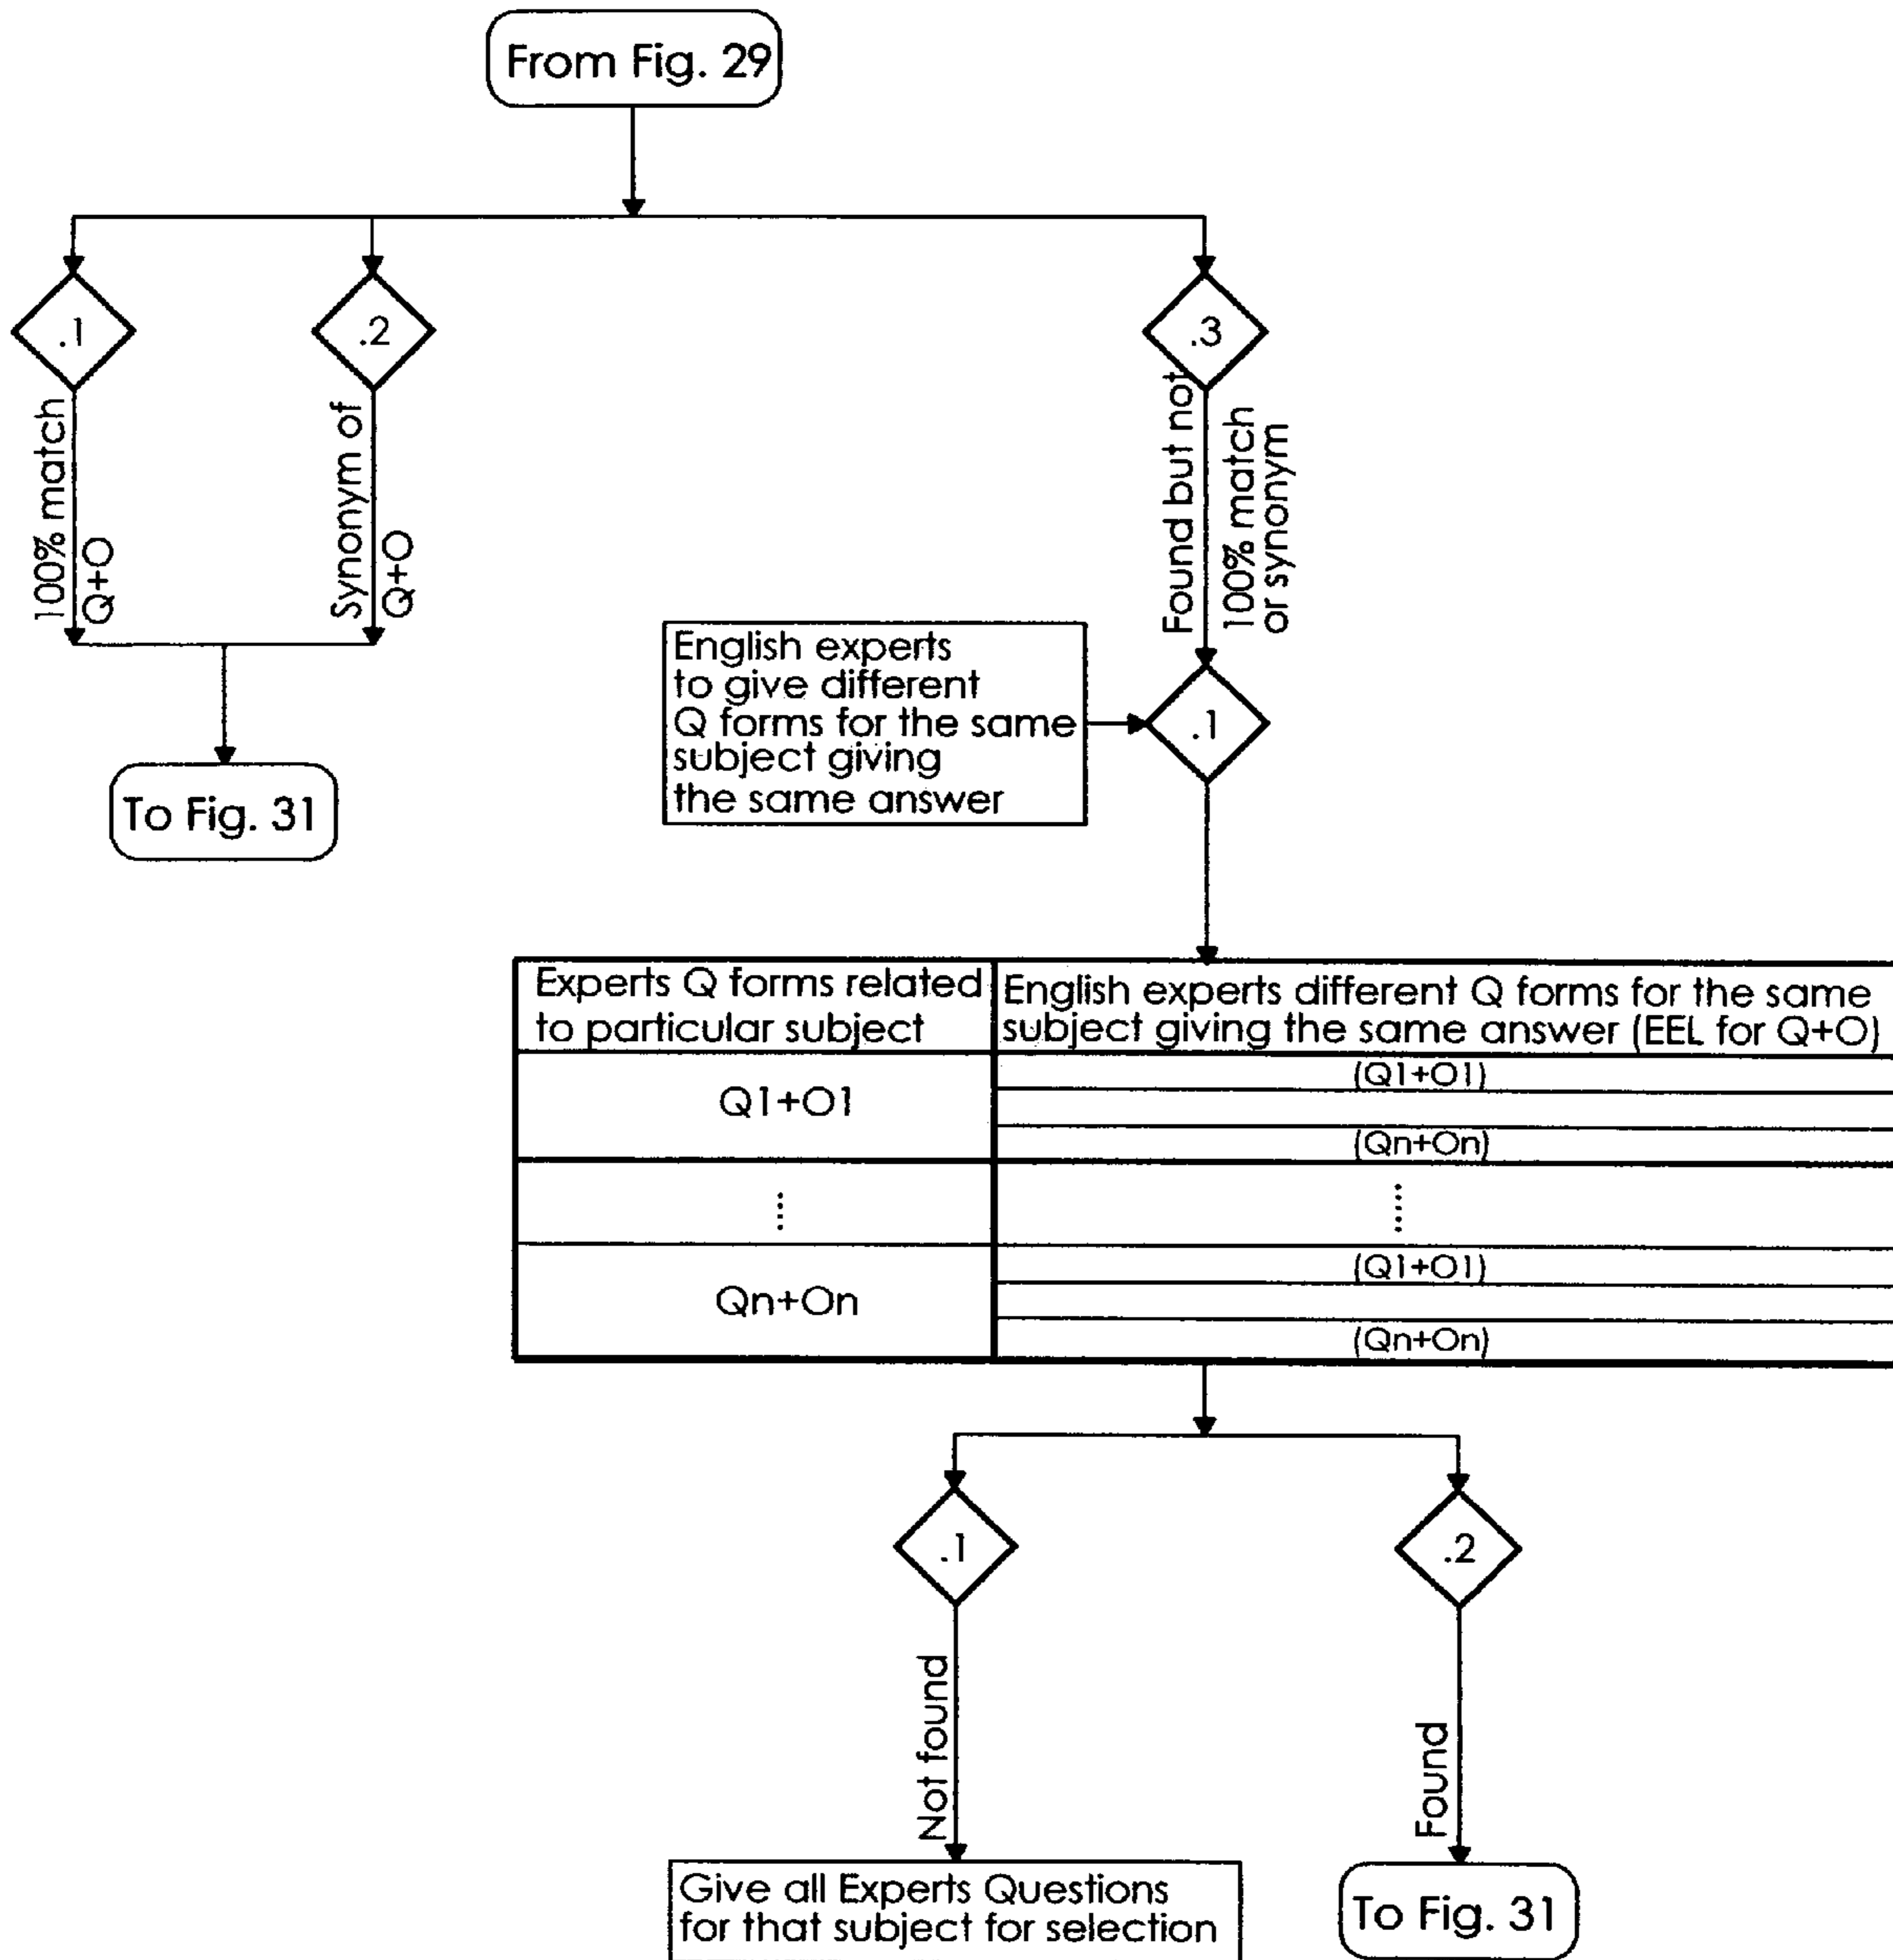 From Fig. 29
.1
.2
.3
100% match
Q+O
Synonym of
Q+O
Found but not
100% match
or synonym
English experts
to give different
Q forms for the same
subject giving
the same answer
.1
To Fig. 31
Experts Q forms related
to particular subject
English experts different Q forms for the same
subject giving the same answer (EEL for Q+O)
Q1+O1
(Q1+O1)
(Qn+On)
Qn+On
(Q1+O1)
(Qn+On)
.1
.2
Not found
Found
Give all Experts Questions
for that subject for selection
To Fig. 31